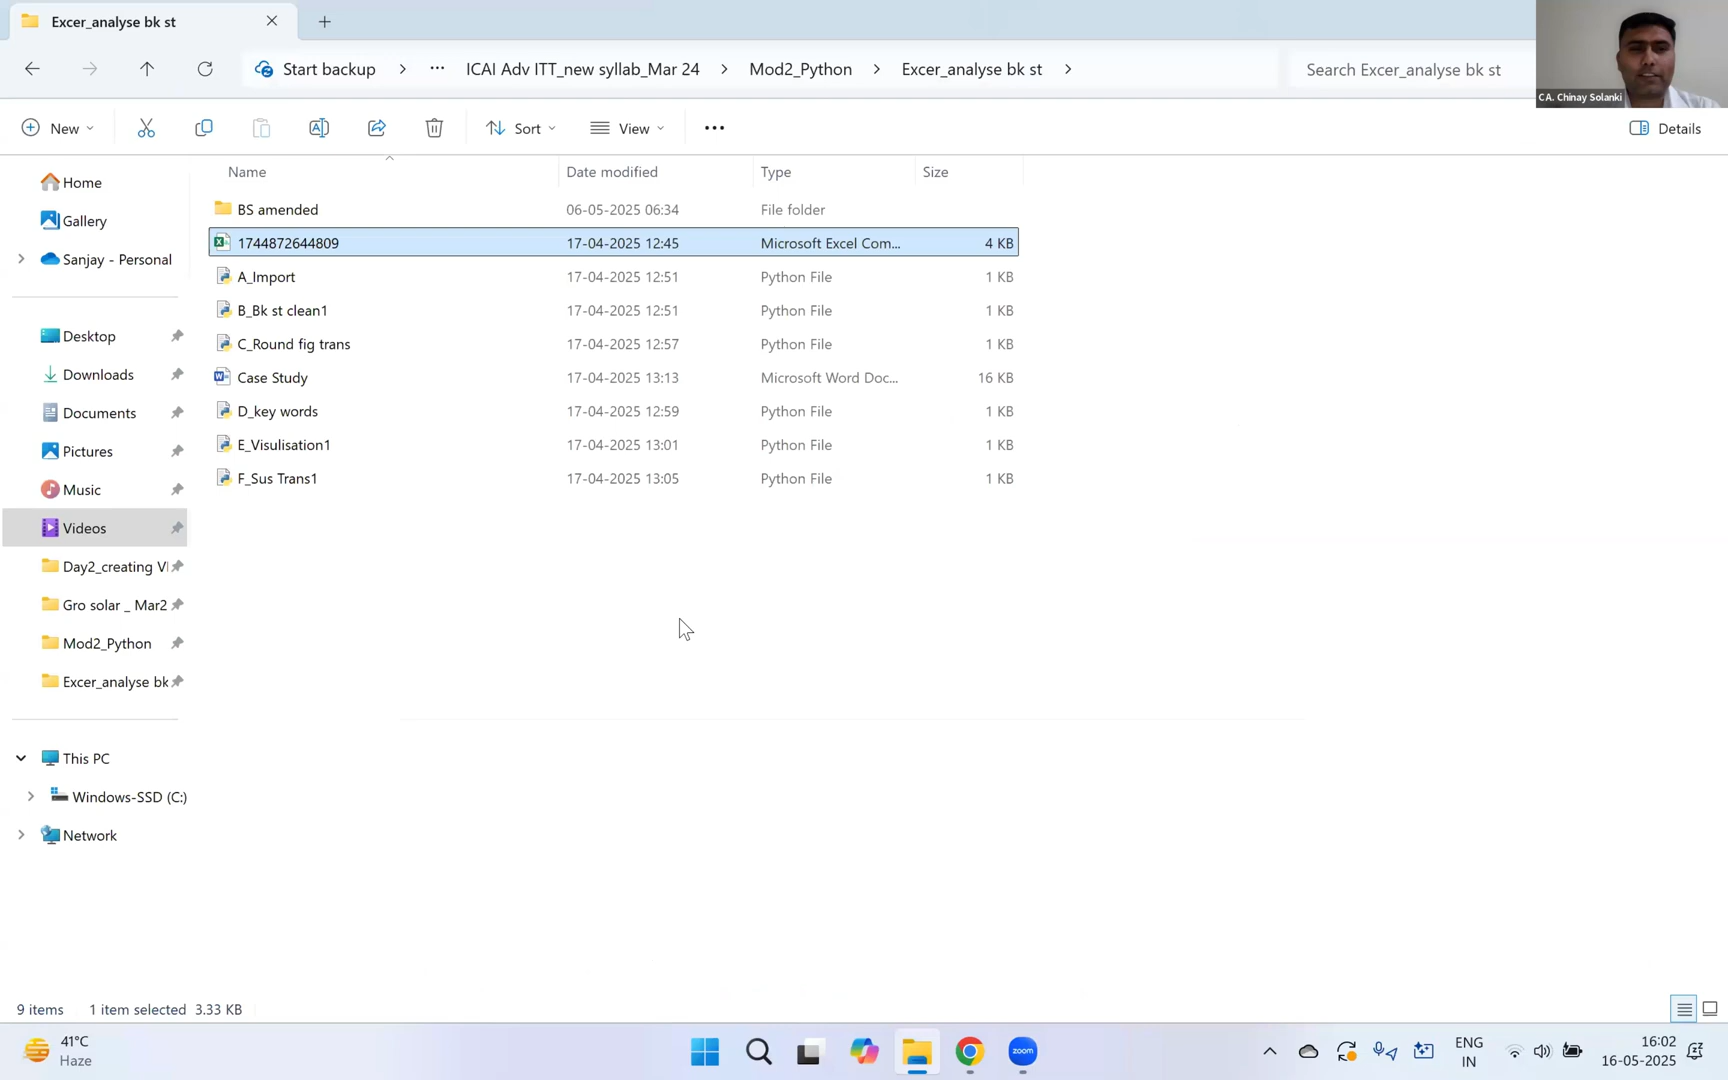 Excer_analyse bk st
Start backup
ICAI Adv ITT_new syllab_Mar 24
Mod2_Python
Excer_analyse bk st
Search Excer_analyse bk st
CA. Chinay Solanki
New
Sort
View
Details
Name Date modified Type Size
BS amended 06-05-2025 06:34 File folder
1744872644809 17-04-2025 12:45 Microsoft Excel Com... 4 KB
A_Import 17-04-2025 12:51 Python File 1 KB
B_Bk st clean1 17-04-2025 12:51 Python File 1 KB
C_Round fig trans 17-04-2025 12:57 Python File 1 KB
Case Study 17-04-2025 13:13 Microsoft Word Doc... 16 KB
D_key words 17-04-2025 12:59 Python File 1 KB
E_Visulisation1 17-04-2025 13:01 Python File 1 KB
F_Sus Trans1 17-04-2025 13:05 Python File 1 KB
Home
Gallery
Sanjay - Personal
Desktop
Downloads
Documents
Pictures
Music
Videos
Day2_creating VI
Gro solar _ Mar2
Mod2_Python
Excer_analyse bk
This PC
Windows-SSD (C:)
Network
9 items 1 item selected 3.33 KB
41°C
Haze
zoom
ENG
IN
16:02
16-05-2025